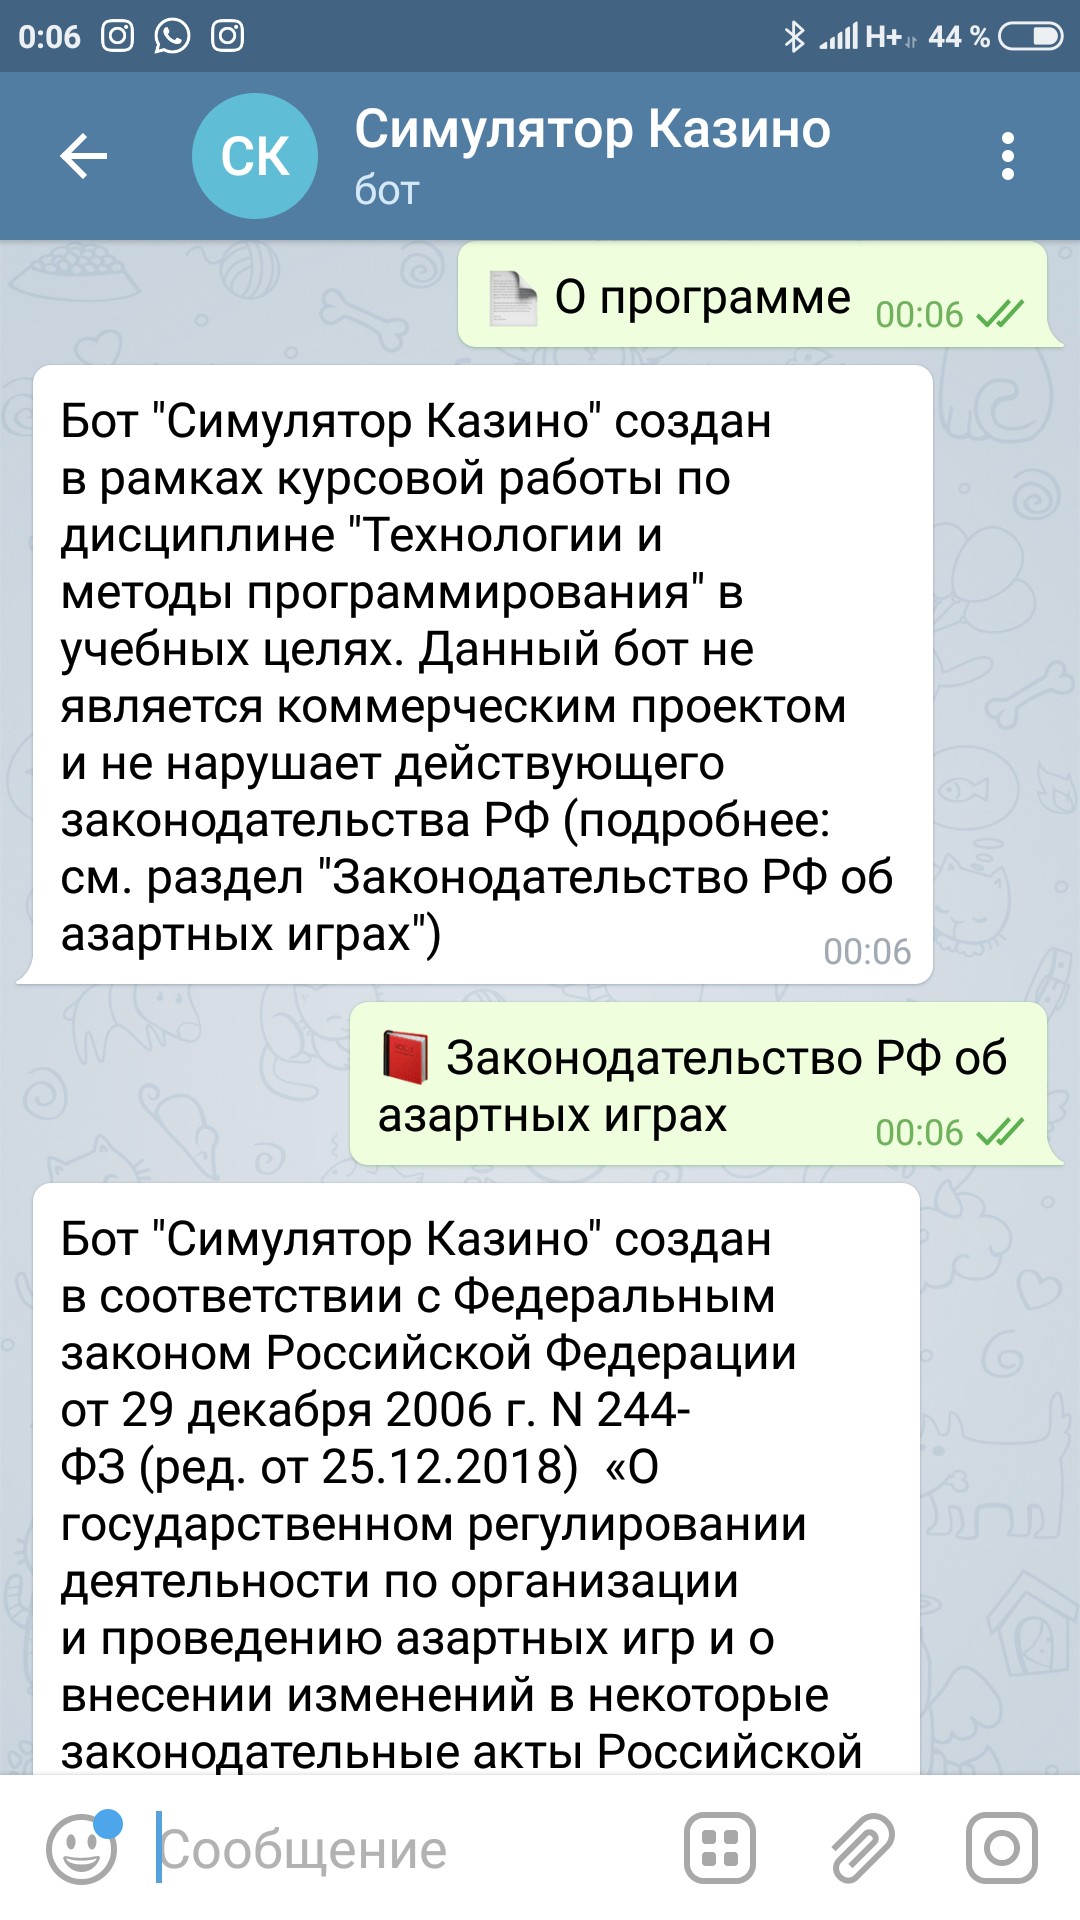 0:06
H+
44 %
СК
Симулятор Казино
бот
О программе
00:06
Бот "Симулятор Казино" создан
в рамках курсовой работы по
дисциплине "Технологии и
методы программирования" в
учебных целях. Данный бот не
является коммерческим проектом
и не нарушает действующего
законодательства РФ (подробнее:
см. раздел "Законодательство РФ об
азартных играх")
00:06
Законодательство РФ об
азартных играх
00:06
Бот "Симулятор Казино" создан
в соответствии с Федеральным
законом Российской Федерации
от 29 декабря 2006 г. N 244-
ФЗ (ред. от 25.12.2018)  «О
государственном регулировании
деятельности по организации
и проведению азартных игр и о
внесении изменений в некоторые
законодательные акты Российской
Сообщение